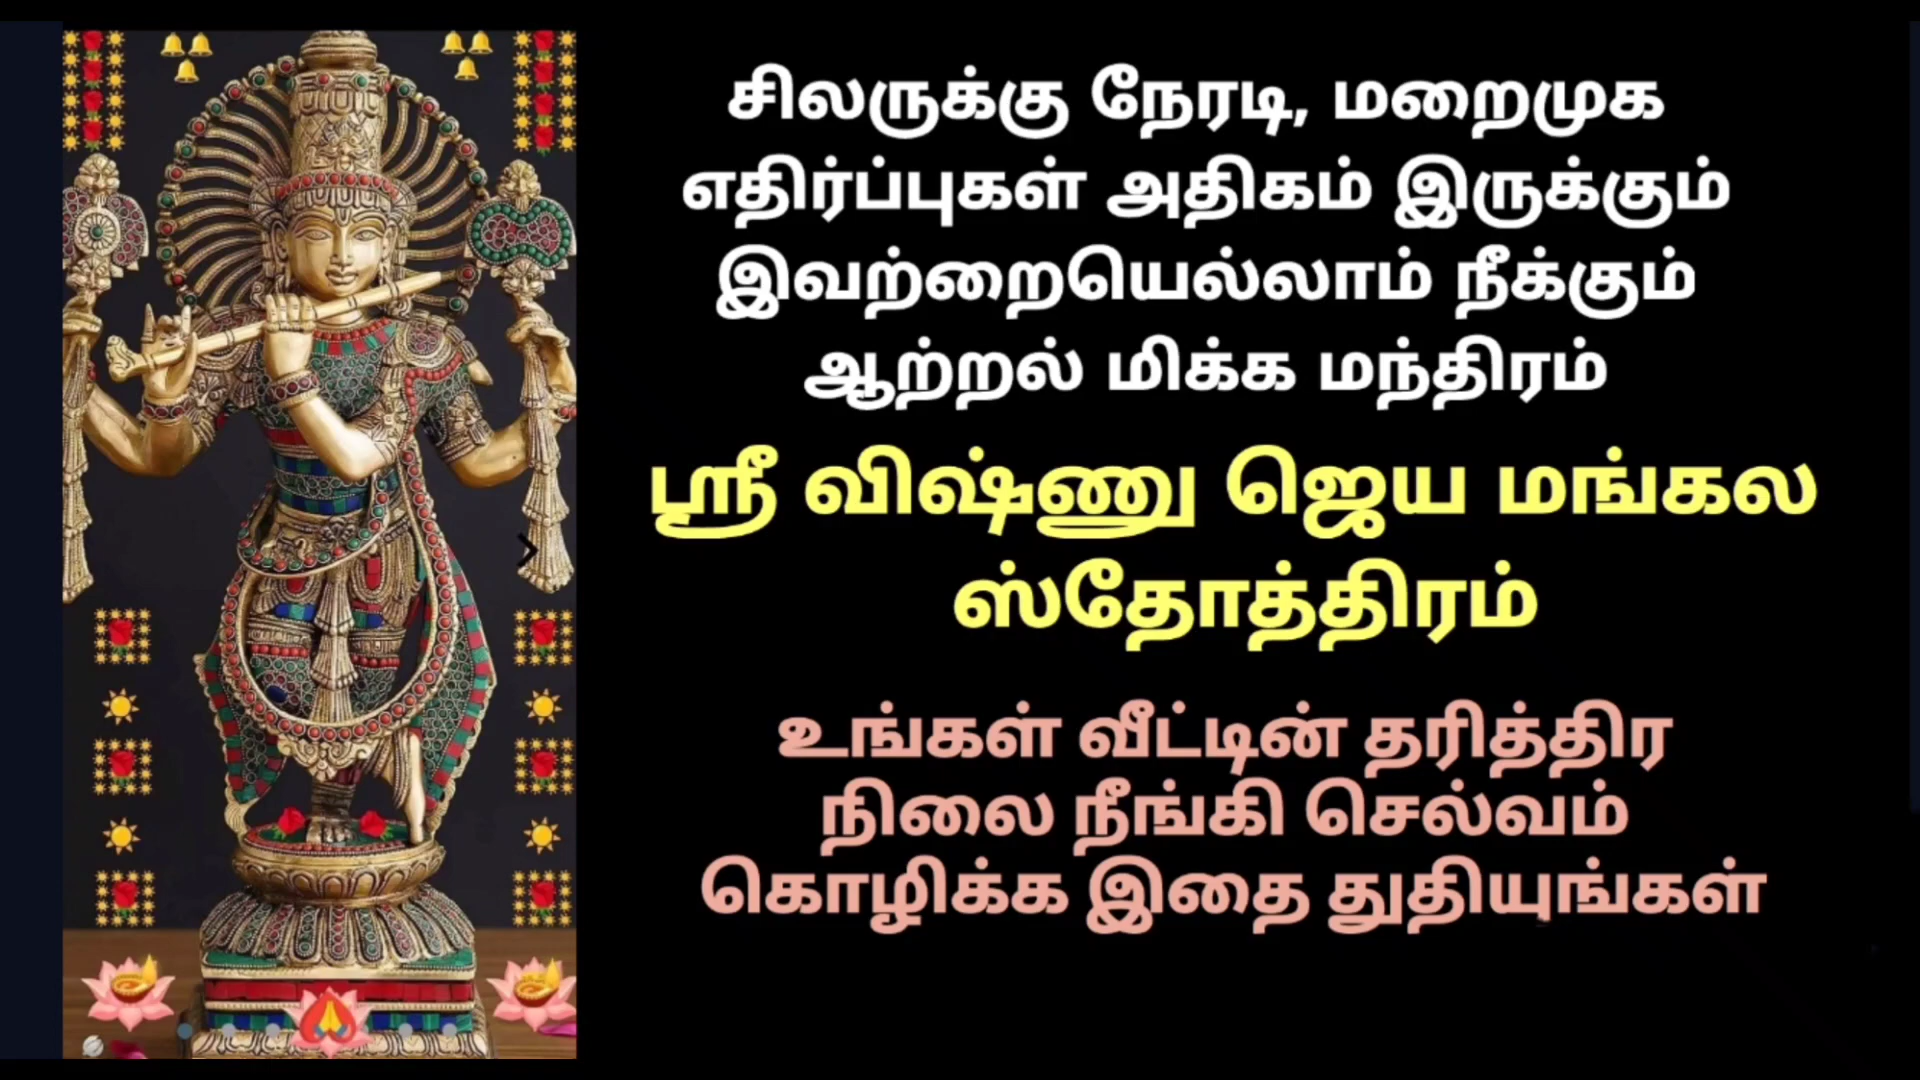 சிலருக்கு நேரடி, மறைமுக
எதிர்ப்புகள் அதிகம் இருக்கும்
இவற்றையெல்லாம் நீக்கும்
ஆற்றல் மிக்க மந்திரம்
ஸ்ரீ விஷ்ணு ஜெய மங்கல
ஸ்தோத்திரம்
உங்கள் வீட்டின் தரித்திர
நிலை நீங்கி செல்வம்
கொழிக்க இதை துதியுங்கள்